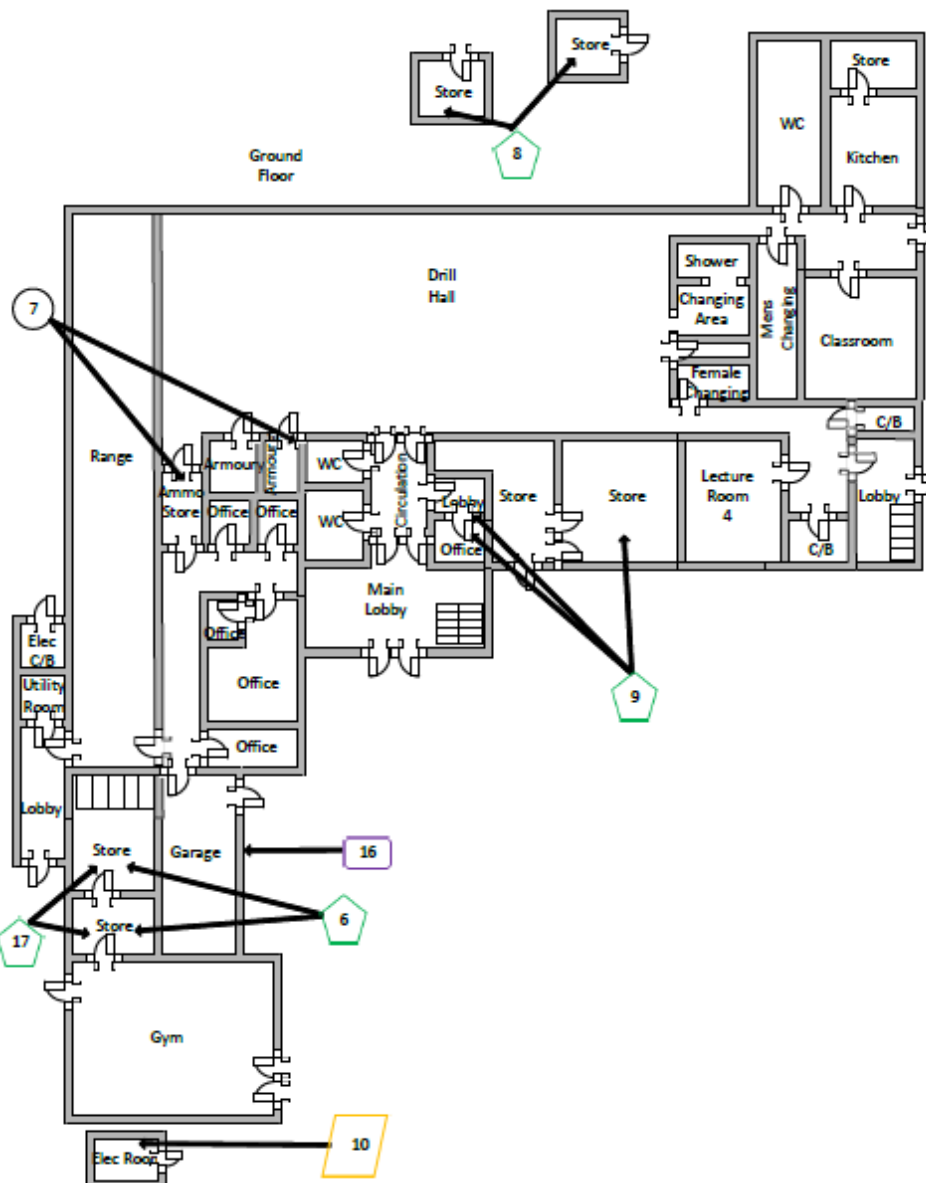 Store
Store
Store
WC
8
Kitchen
Ground
Floor
Shower
Drill
Hall
7
Changing
Area
Mens
Changing
Classroom
Female
Changing
C/B
Range
Armoury
Armour
WC
Circulation
Ammo
Store
Lobby
Store
Store
Lecture
Room
4
Lobby
Office
Office
WC
Office
C/B
Main
Lobby
Office
Elec
C/B
Utility
Room
Office
9
Office
Lobby
Store
Garage
16
Store
6
17
Gym
10
Elec Room